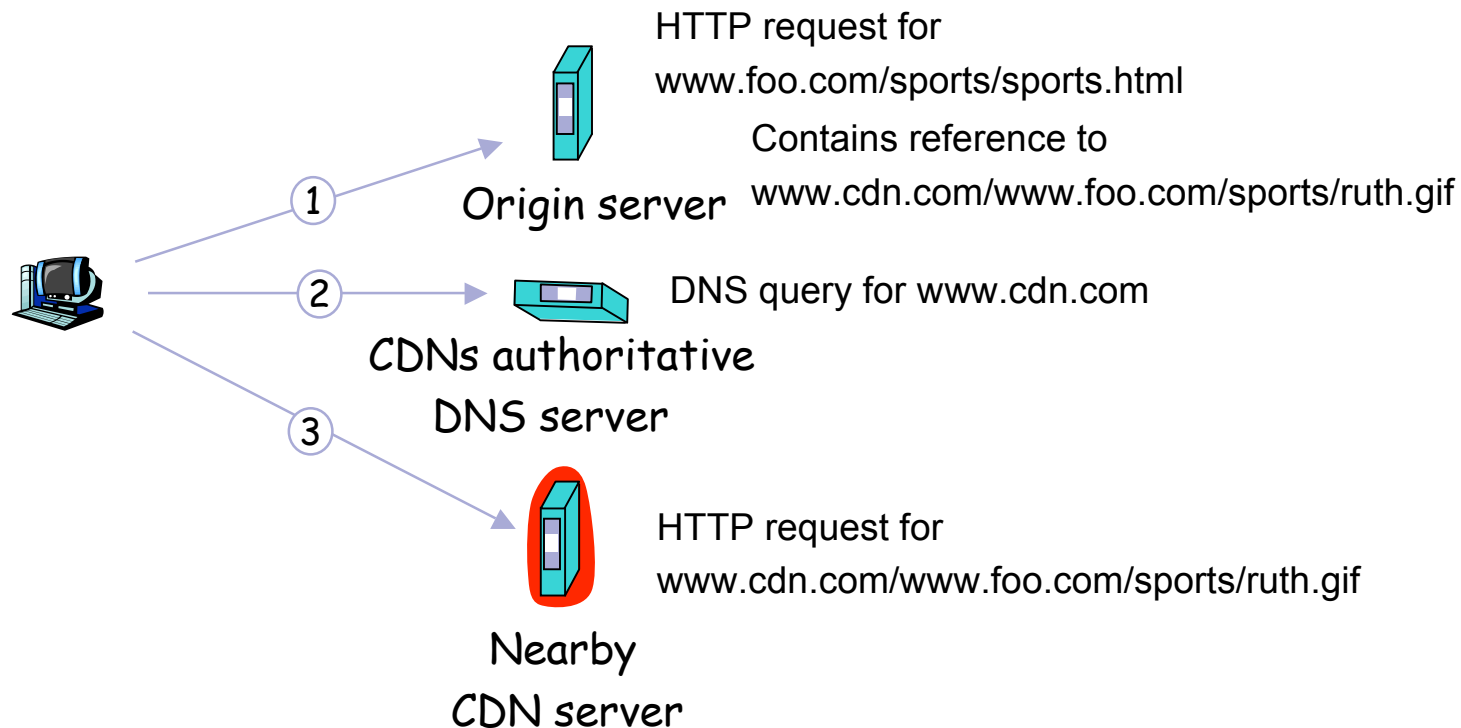 HTTP request for
www.foo.com/sports/sports.html
Contains reference to
www.cdn.com/www.foo.com/sports/ruth.gif
1
Origin server
2
DNS query for www.cdn.com
CDNs authoritative
DNS server
3
HTTP request for
www.cdn.com/www.foo.com/sports/ruth.gif
Nearby
CDN server